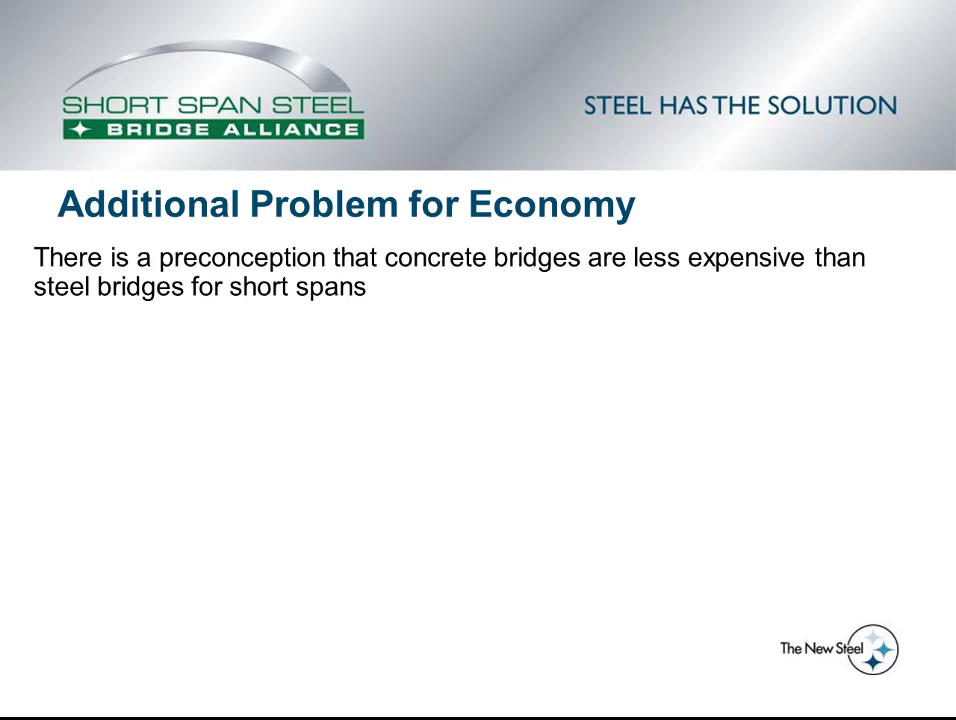 SHORT SPAN STEEL
BRIDGE ALLIANCE
STEEL HAS THE SOLUTION
Additional Problem for Economy
There is a preconception that concrete bridges are less expensive than
steel bridges for short spans
The New Steel